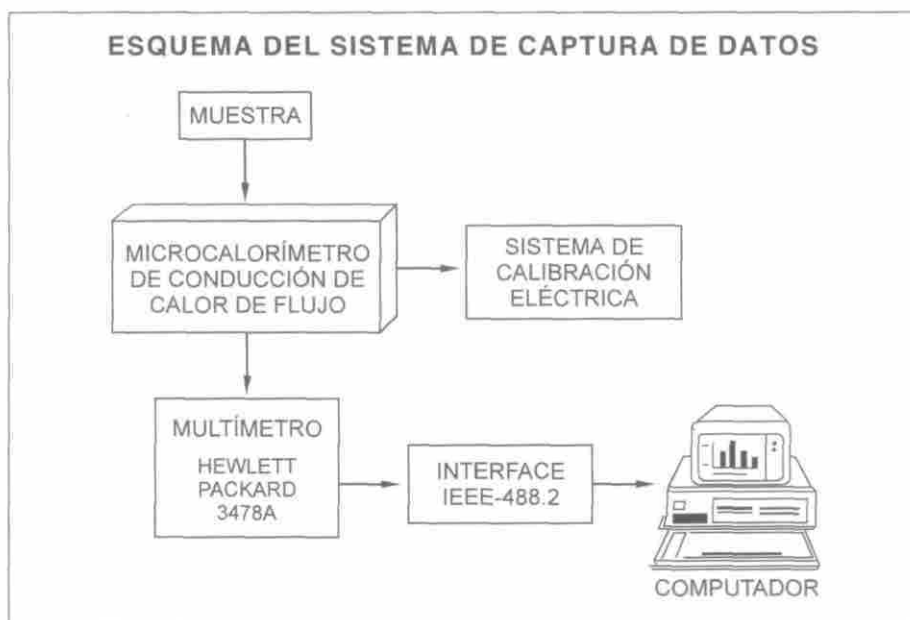 ESQUEMA DEL SISTEMA DE CAPTURA DE DATOS
MUESTRA
MICROCALORÍMETRO
DE CONDUCCIÓN DE
CALOR DE FLUJO
SISTEMA DE
CALIBRACIÓN
ELÉCTRICA
MULTÍMETRO
HEWLETT
PACKARD
3478A
INTERFACE
IEEE-488.2
COMPUTADOR